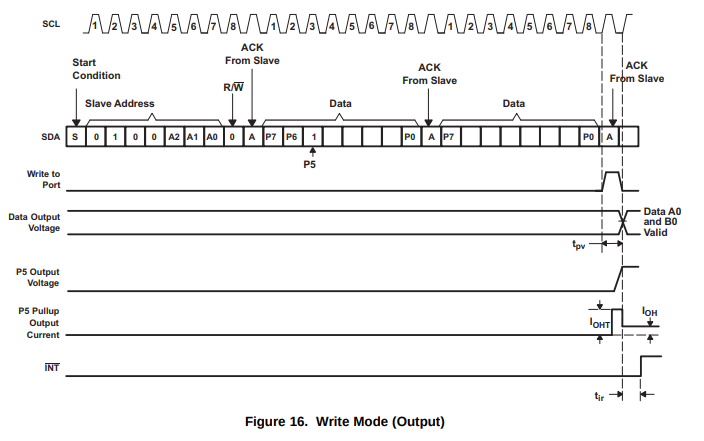 SCL 1 2 3 4 5 6 7 8 1 2 3 4 5 6 7 8 1 2 3 4 5 6 7 8
Start
Condition
ACK
From Slave
ACK
From Slave
ACK
From Slave
R/W̅
Slave Address
Data
Data
SDA S 0 1 0 0 A2 A1 A0 0 A P7 P6 1 P0 A P7 P0 A
P5
Write to
Port
Data Output
Voltage
Data A0
and B0
Valid
tpv
P5 Output
Voltage
P5 Pullup
Output
Current
IOHT
IOH
I̅N̅T̅
tir
Figure 16. Write Mode (Output)